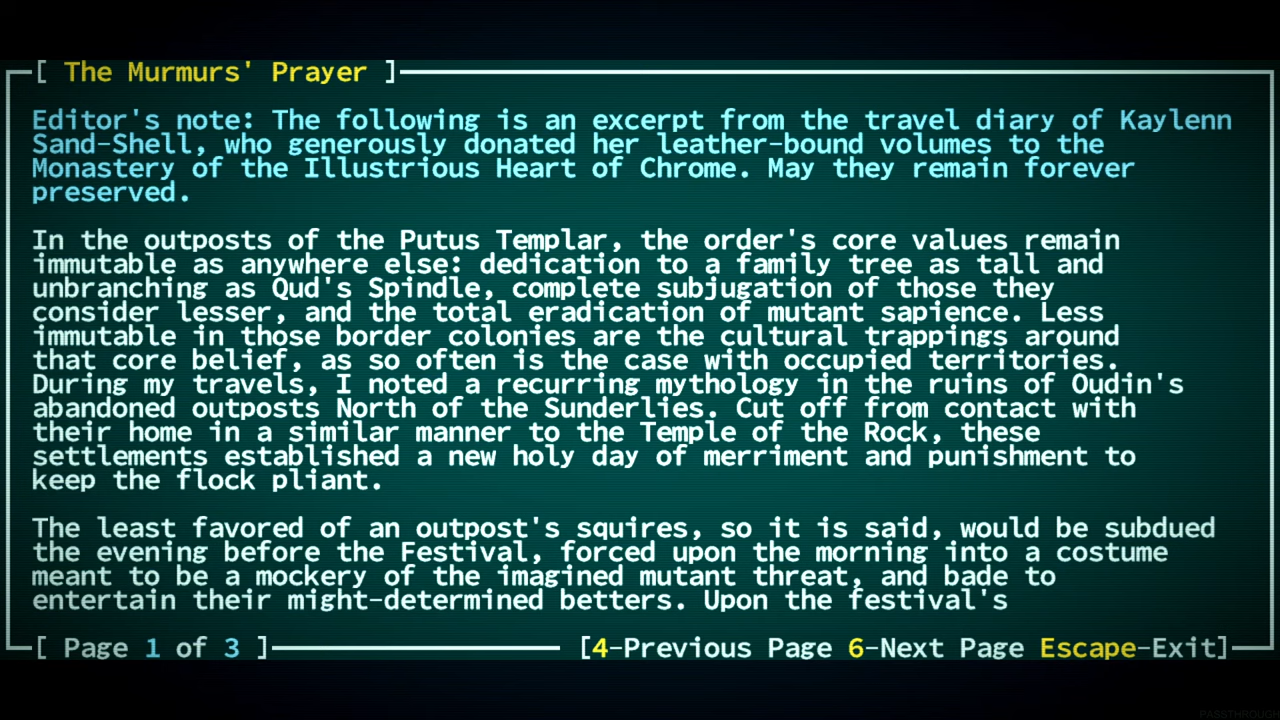 [ The Murmurs' Prayer ]
Editor's note: The following is an excerpt from the travel diary of Kaylenn
Sand-Shell, who generously donated her leather-bound volumes to the
Monastery of the Illustrious Heart of Chrome. May they remain forever
preserved.
In the outposts of the Putus Templar, the order's core values remain
immutable as anywhere else: dedication to a family tree as tall and
unbranching as Qud's Spindle, complete subjugation of those they
consider lesser, and the total eradication of mutant sapience. Less
immutable in those border colonies are the cultural trappings around
that core belief, as so often is the case with occupied territories.
During my travels, I noted a recurring mythology in the ruins of Oudin's
abandoned outposts North of the Sunderlies. Cut off from contact with
their home in a similar manner to the Temple of the Rock, these
settlements established a new holy day of merriment and punishment to
keep the flock pliant.
The least favored of an outpost's squires, so it is said, would be subdued
the evening before the Festival, forced upon the morning into a costume
meant to be a mockery of the imagined mutant threat, and bade to
entertain their might-determined betters. Upon the festival's
[ Page 1 of 3 ] [4-Previous Page 6-Next Page Escape-Exit]
PASSTHROUGH